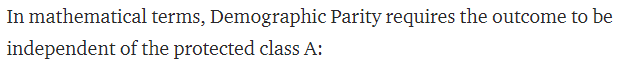 In mathematical terms, Demographic Parity requires the outcome to be
independent of the protected class A: